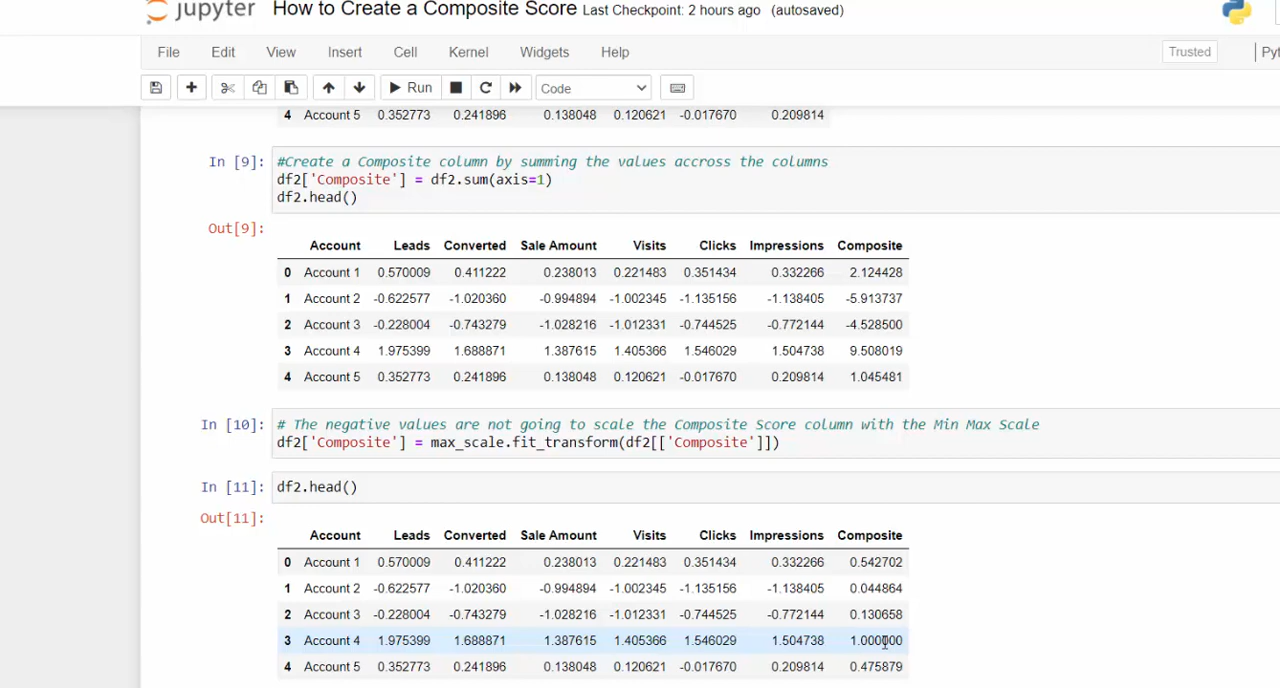 jupyter How to Create a Composite Score Last Checkpoint: 2 hours ago (autosaved)
File Edit View Insert Cell Kernel Widgets Help Trusted
Run Code
4 Account 5 0.352773 0.241896 0.138048 0.120621 -0.017670 0.209814
In [9]: #Create a Composite column by summing the values accross the columns
df2['Composite'] = df2.sum(axis=1)
df2.head()
Out[9]:
Account Leads Converted Sale Amount Visits Clicks Impressions Composite
0 Account 1 0.570009 0.411222 0.238013 0.221483 0.351434 0.332266 2.124428
1 Account 2 -0.622577 -1.020360 -0.994894 -1.002345 -1.135156 -1.138405 -5.913737
2 Account 3 -0.228004 -0.743279 -1.028216 -1.012331 -0.744525 -0.772144 -4.528500
3 Account 4 1.975399 1.688871 1.387615 1.405366 1.546029 1.504738 9.508019
4 Account 5 0.352773 0.241896 0.138048 0.120621 -0.017670 0.209814 1.045481
In [10]: # The negative values are not going to scale the Composite Score column with the Min Max Scale
df2['Composite'] = max_scale.fit_transform(df2[['Composite']])
In [11]: df2.head()
Out[11]:
Account Leads Converted Sale Amount Visits Clicks Impressions Composite
0 Account 1 0.570009 0.411222 0.238013 0.221483 0.351434 0.332266 0.542702
1 Account 2 -0.622577 -1.020360 -0.994894 -1.002345 -1.135156 -1.138405 0.044864
2 Account 3 -0.228004 -0.743279 -1.028216 -1.012331 -0.744525 -0.772144 0.130658
3 Account 4 1.975399 1.688871 1.387615 1.405366 1.546029 1.504738 1.000000
4 Account 5 0.352773 0.241896 0.138048 0.120621 -0.017670 0.209814 0.475879